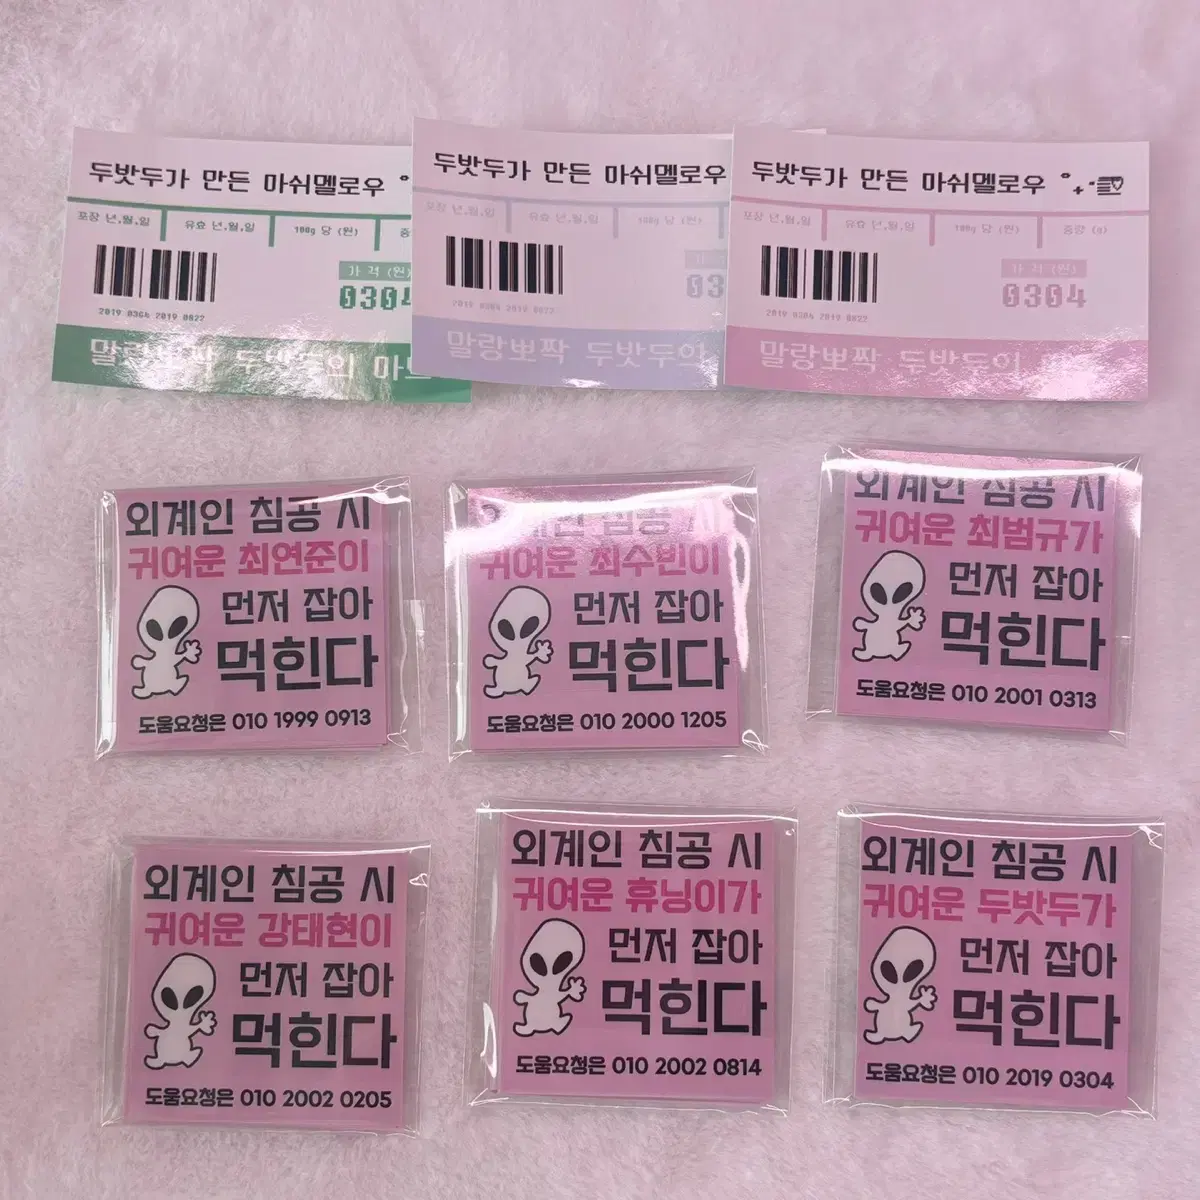 두밧두가 만든 마쉬멜로우
포장 년,월,일 유효 년,월,일 100g 당 (원)
가 격 (원)
0304
2019 0304 2019 0822
말랑뽀짝 두밧두의
두밧두가 만든 마쉬멜로우
포장 년,월,일 유효 년,월,일 100g 당 (원)
2019 0304 2019 0822
말랑뽀짝 두밧두의
두밧두가 만든 마쉬멜로우
포장 년,월,일 유효 년,월,일 100g 당 (원) 중량 (g)
가 격 (원)
0304
2019 0304 2019 0822
말랑뽀짝 두밧두의
외계인 침공 시
귀여운 최연준이
먼저 잡아
먹힌다
도움요청은 010 1999 0913
외계인 침공 시
귀여운 최수빈이
먼저 잡아
먹힌다
도움요청은 010 2000 1205
외계인 침공 시
귀여운 최범규가
먼저 잡아
먹힌다
도움요청은 010 2001 0313
외계인 침공 시
귀여운 강태현이
먼저 잡아
먹힌다
도움요청은 010 2002 0205
외계인 침공 시
귀여운 휴닝이가
먼저 잡아
먹힌다
도움요청은 010 2002 0814
외계인 침공 시
귀여운 두밧두가
먼저 잡아
먹힌다
도움요청은 010 2019 0304